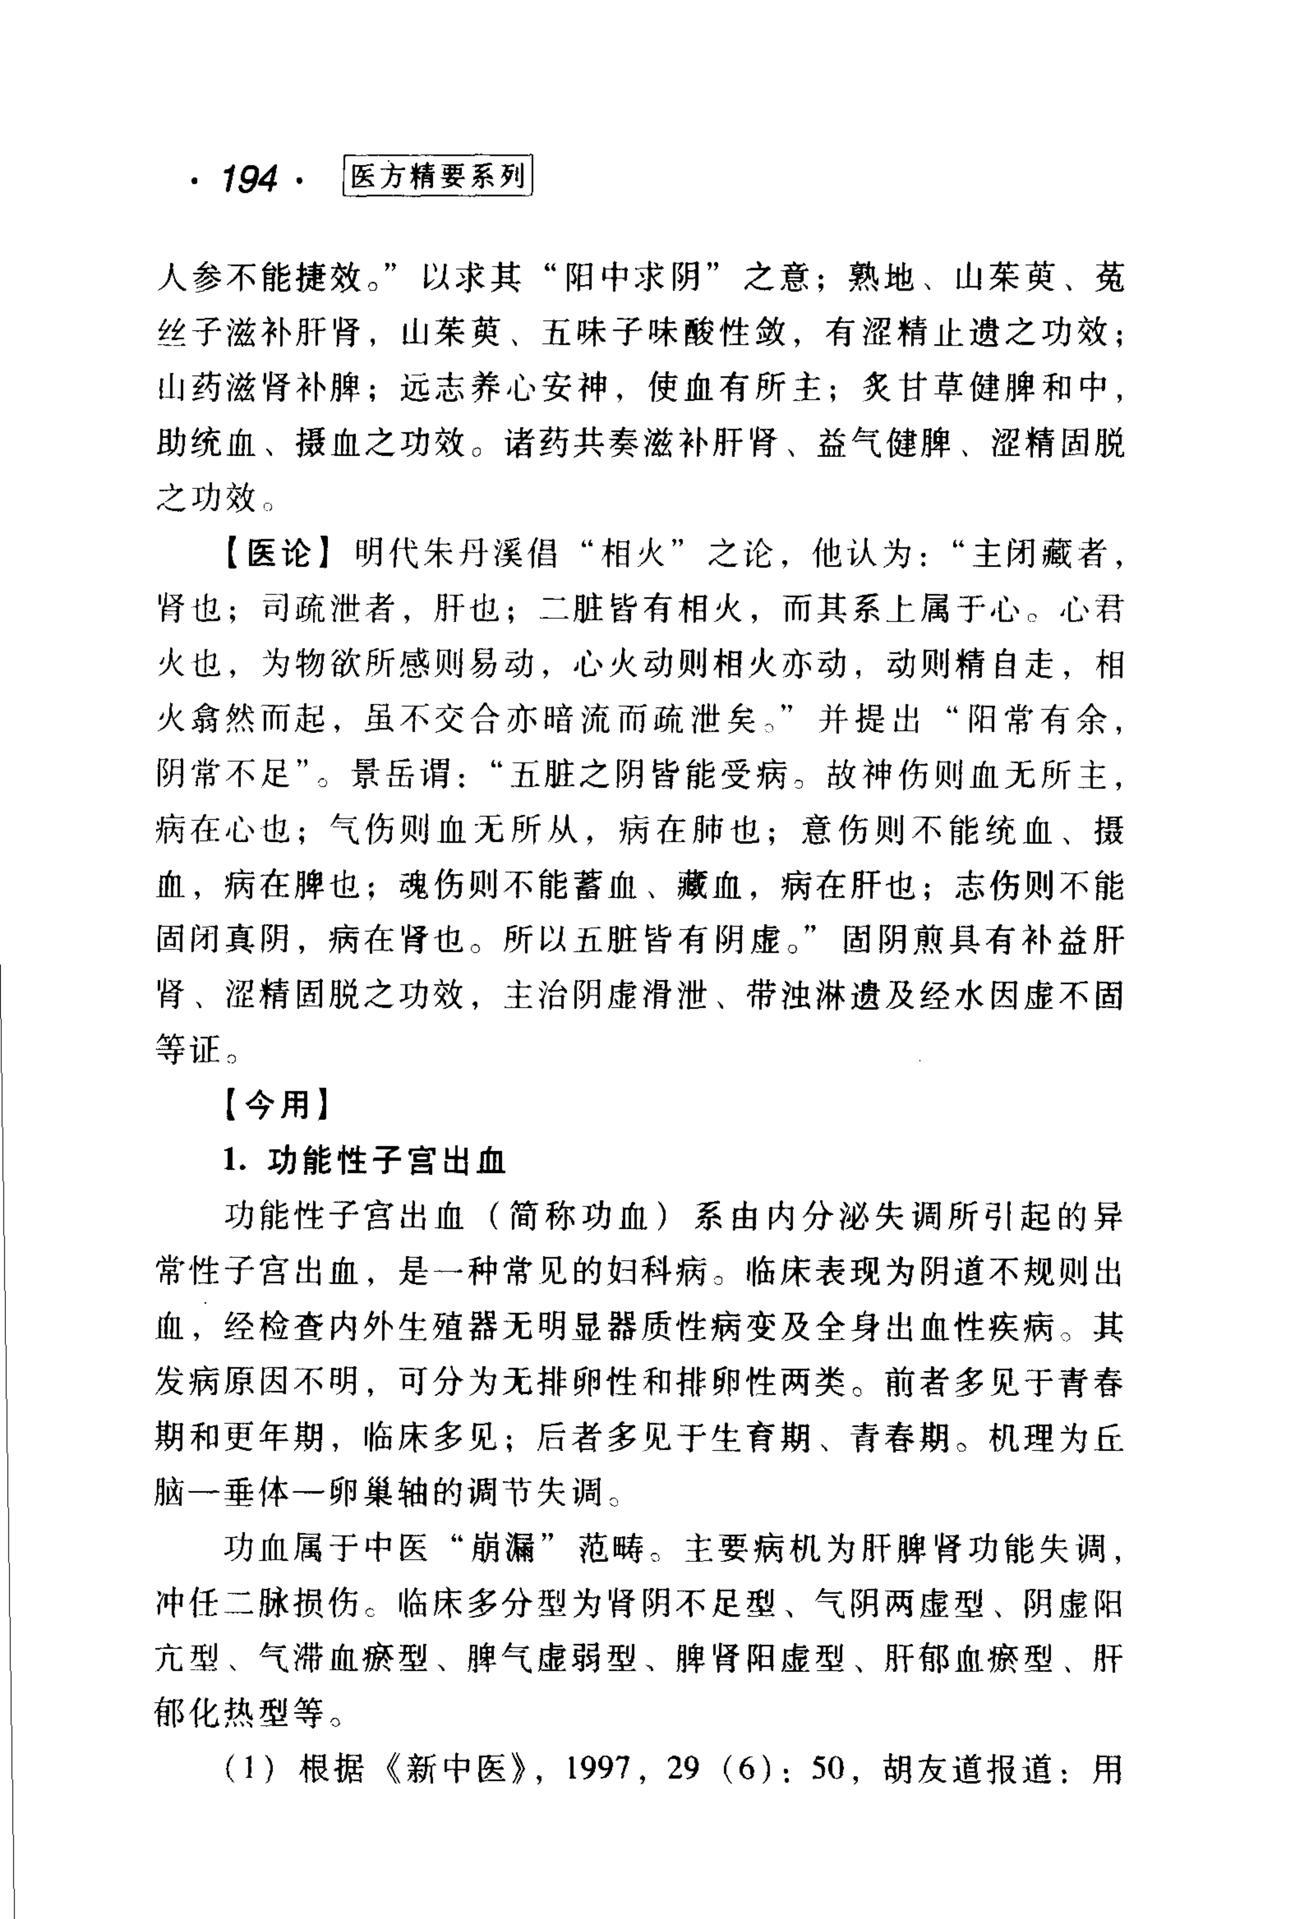 ·194· 医方精要系列
人参不能捷效。”以求其“阳中求阴”之意；熟地、山茱萸、菟
丝子滋补肝肾，山茱萸、五味子味酸性敛，有涩精止遗之功效；
山药滋肾补脾；远志养心安神，使血有所主；炙甘草健脾和中，
助统血、摄血之功效。诸药共奏滋补肝肾、益气健脾、涩精固脱
之功效。
【医论】明代朱丹溪倡“相火”之论，他认为：“主闭藏者，
肾也；司疏泄者，肝也；二脏皆有相火，而其系上属于心。心君
火也，为物欲所感则易动，心火动则相火亦动，动则精自走，相
火翕然而起，虽不交合亦暗流而疏泄矣。”并提出“阳常有余，
阴常不足”。景岳谓：“五脏之阴皆能受病。故神伤则血无所主，
病在心也；气伤则血无所从，病在肺也；意伤则不能统血、摄
血，病在脾也；魂伤则不能蓄血、藏血，病在肝也；志伤则不能
固闭真阴，病在肾也。所以五脏皆有阴虚。”固阴煎具有补益肝
肾、涩精固脱之功效，主治阴虚滑泄、带浊淋遗及经水因虚不固
等证。
【今用】
1. 功能性子宫出血
功能性子宫出血（简称功血）系由内分泌失调所引起的异
常性子宫出血，是一种常见的妇科病。临床表现为阴道不规则出
血，经检查内外生殖器无明显器质性病变及全身出血性疾病。其
发病原因不明，可分为无排卵性和排卵性两类。前者多见于青春
期和更年期，临床多见；后者多见于生育期、青春期。机理为丘
脑—垂体—卵巢轴的调节失调。
功血属于中医“崩漏”范畴。主要病机为肝脾肾功能失调，
冲任二脉损伤。临床多分型为肾阴不足型、气阴两虚型、阴虚阳
亢型、气滞血瘀型、脾气虚弱型、脾肾阳虚型、肝郁血瘀型、肝
郁化热型等。
（1）根据《新中医》，1997，29（6）：50，胡友道报道：用